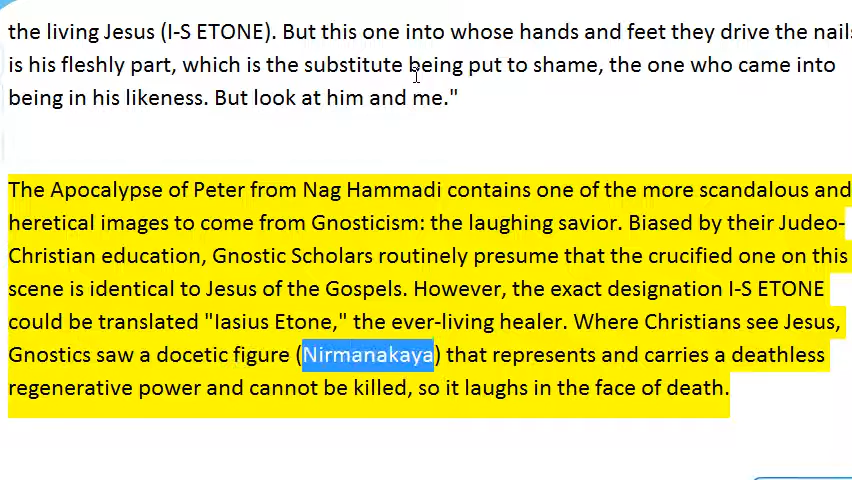 the living Jesus (I-S ETONE). But this one into whose hands and feet they drive the nails
is his fleshly part, which is the substitute being put to shame, the one who came into
being in his likeness. But look at him and me."
The Apocalypse of Peter from Nag Hammadi contains one of the more scandalous and
heretical images to come from Gnosticism: the laughing savior. Biased by their Judeo-
Christian education, Gnostic Scholars routinely presume that the crucified one on this
scene is identical to Jesus of the Gospels. However, the exact designation I-S ETONE
could be translated "Iasius Etone," the ever-living healer. Where Christians see Jesus,
Gnostics saw a docetic figure (Nirmanakaya) that represents and carries a deathless
regenerative power and cannot be killed, so it laughs in the face of death.